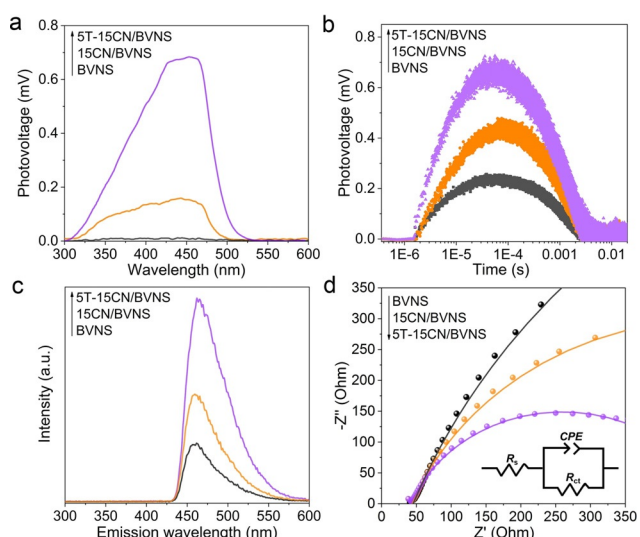 a
5T-15CN/BVNS
15CN/BVNS
BVNS
Photovoltage (mV)
0.8
0.6
0.4
0.2
0.0
300 350 400 450 500 550 600
Wavelength (nm)
b
5T-15CN/BVNS
15CN/BVNS
BVNS
Photovoltage (mV)
0.8
0.6
0.4
0.2
0.0
1E-6 1E-5 1E-4 0.001 0.01
Time (s)
c
5T-15CN/BVNS
15CN/BVNS
BVNS
Intensity (a.u.)
300 350 400 450 500 550 600
Emission wavelength (nm)
d
BVNS
15CN/BVNS
5T-15CN/BVNS
-Z'' (Ohm)
350
300
250
200
150
100
50
0
0 50 100 150 200 250 300 350
Z' (Ohm)
CPE
Rs
Rct